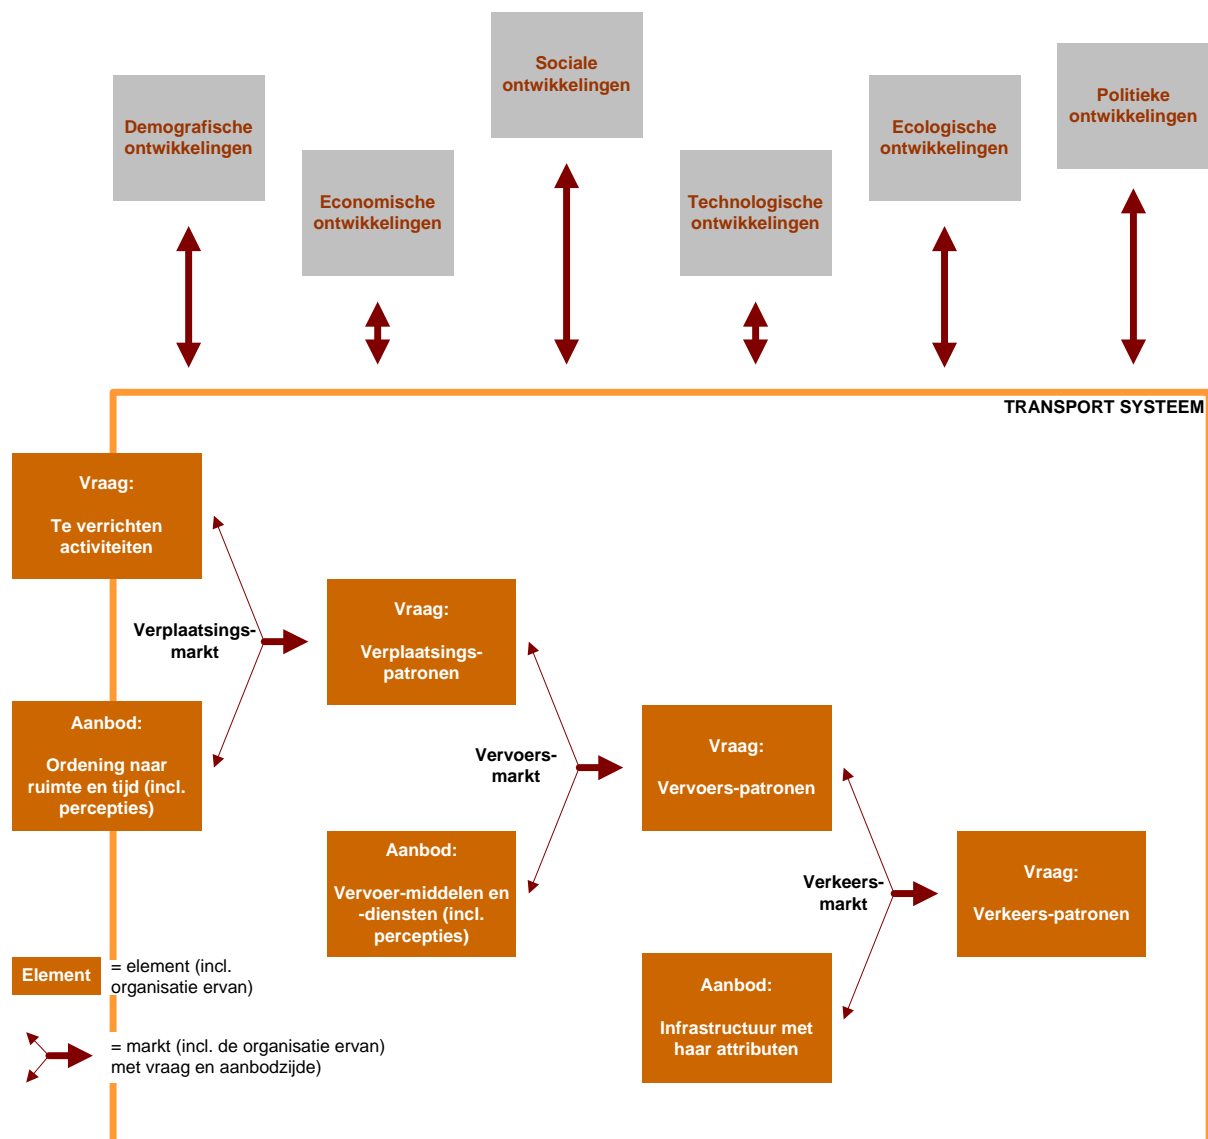 Demografische
ontwikkelingen
Economische
ontwikkelingen
Sociale
ontwikkelingen
Technologische
ontwikkelingen
Ecologische
ontwikkelingen
Politieke
ontwikkelingen
TRANSPORT SYSTEEM
Vraag:
Te verrichten
activiteiten
Verplaatsings-
markt
Aanbod:
Ordening naar
ruimte en tijd (incl.
percepties)
Vraag:
Verplaatsings-
patronen
Vervoers-
markt
Aanbod:
Vervoer-middelen en
-diensten (incl.
percepties)
Vraag:
Vervoers-patronen
Verkeers-
markt
Aanbod:
Infrastructuur met
haar attributen
Vraag:
Verkeers-patronen
Element
= element (incl.
organisatie ervan)
= markt (incl. de organisatie ervan)
met vraag en aanbodzijde)